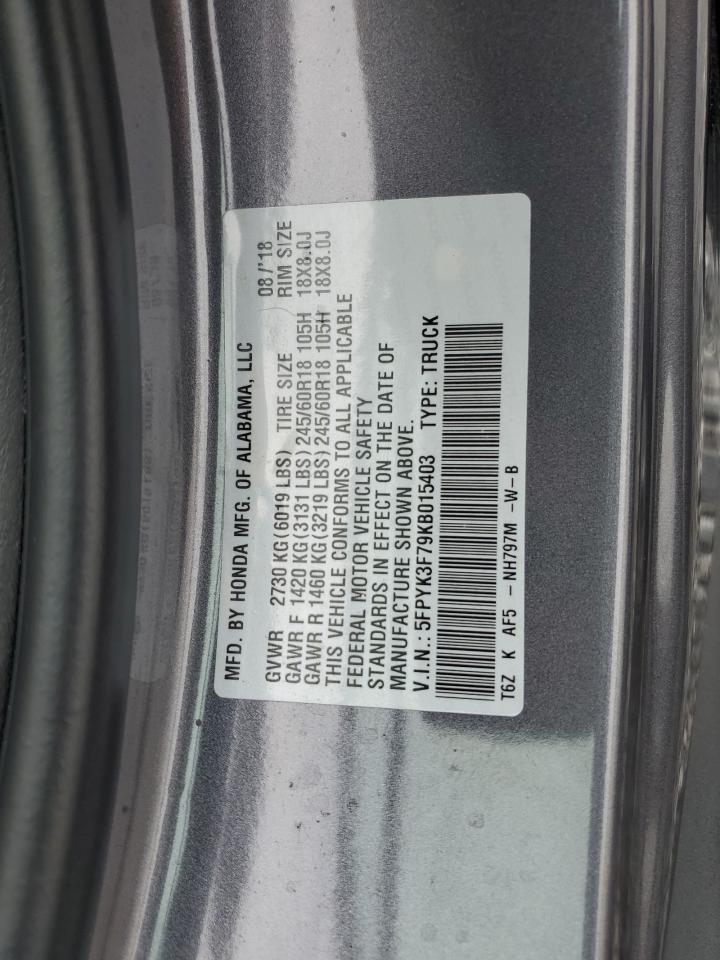 MFD. BY HONDA MFG. OF ALABAMA, LLC 08/'18
GVWR 2730 KG(6019 LBS) TIRE SIZE RIM SIZE
GAWR F 1420 KG(3131 LBS)245/60R18 105H 18X8.0J
GAWR R 1460 KG(3219 LBS)245/60R18 105H 18X8.0J
THIS VEHICLE CONFORMS TO ALL APPLICABLE
FEDERAL MOTOR VEHICLE SAFETY
STANDARDS IN EFFECT ON THE DATE OF
MANUFACTURE SHOWN ABOVE.
V.I.N.: 5FPYK3F79KB015403 TYPE: TRUCK
T6Z K AF5 - NH797M -W-B